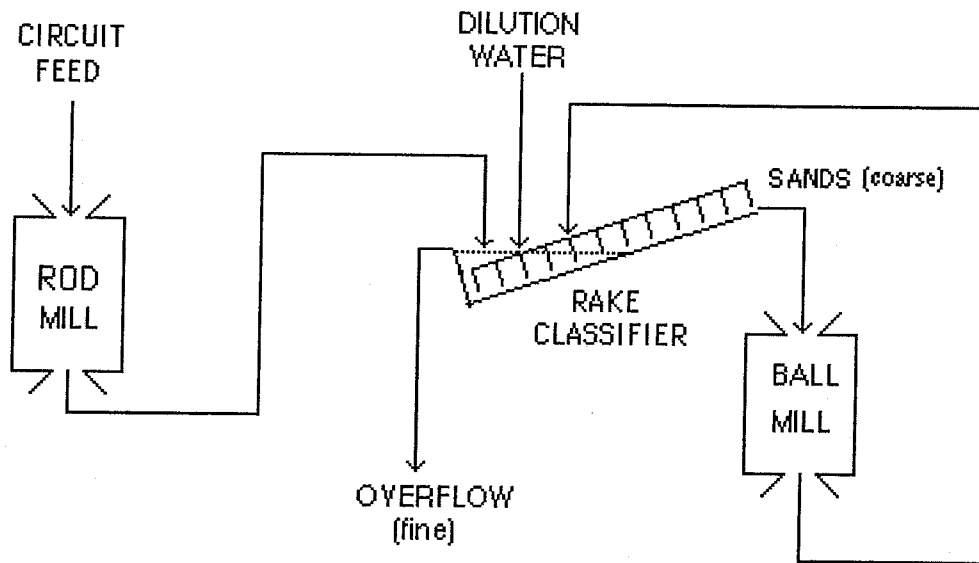 CIRCUIT
FEED
DILUTION
WATER
SANDS (coarse)
ROD
MILL
RAKE
CLASSIFIER
BALL
MILL
OVERFLOW
(fine)